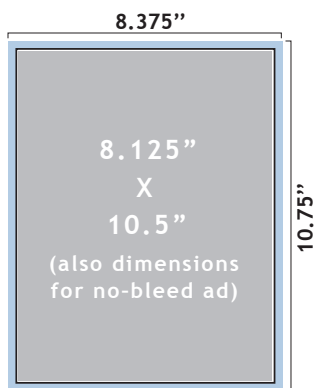 8.375”
8.125”
X
10.5”
(also dimensions
for no-bleed ad)
10.75”